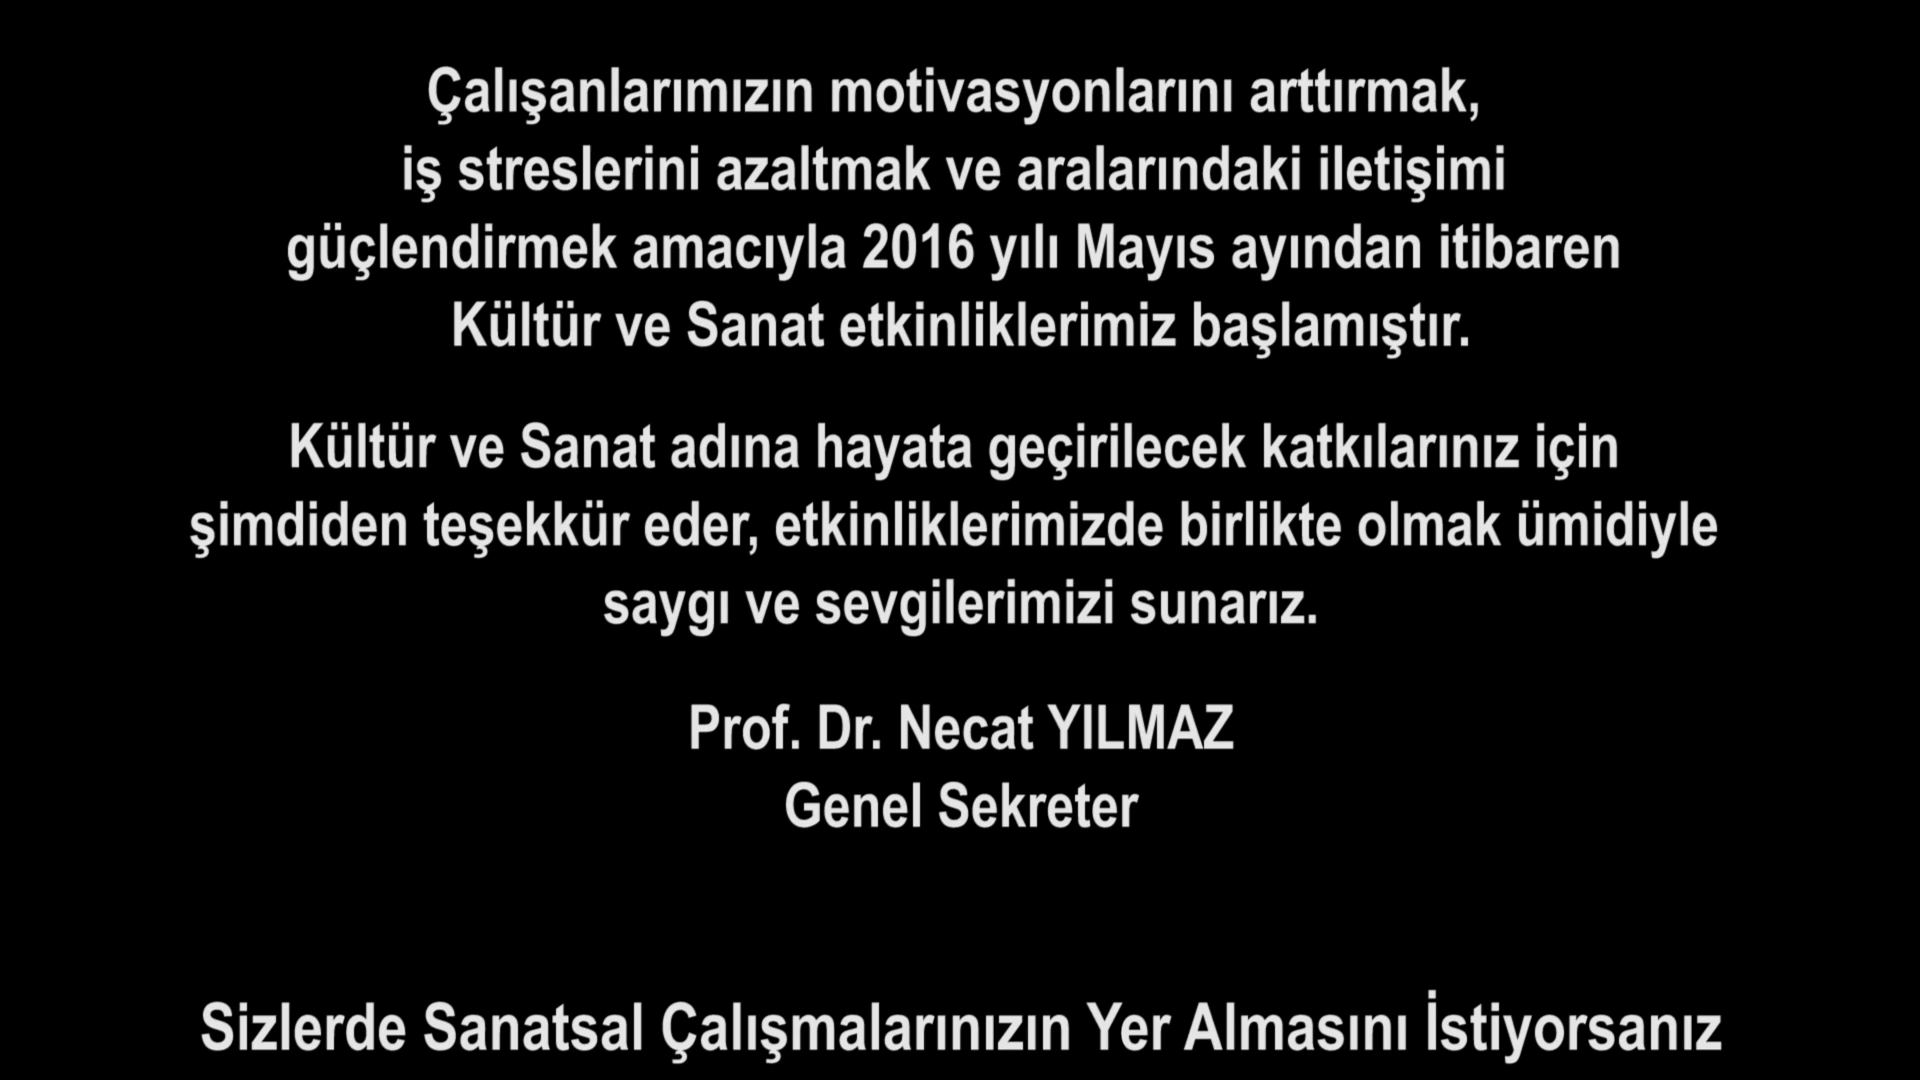 Çalışanlarımızın motivasyonlarını arttırmak,
iş streslerini azaltmak ve aralarındaki iletişimi
güçlendirmek amacıyla 2016 yılı Mayıs ayından itibaren
Kültür ve Sanat etkinliklerimiz başlamıştır.
Kültür ve Sanat adına hayata geçirilecek katkılarınız için
şimdiden teşekkür eder, etkinliklerimizde birlikte olmak ümidiyle
saygı ve sevgilerimizi sunarız.
Prof. Dr. Necat YILMAZ
Genel Sekreter
Sizlerde Sanatsal Çalışmalarınızın Yer Almasını İstiyorsanız